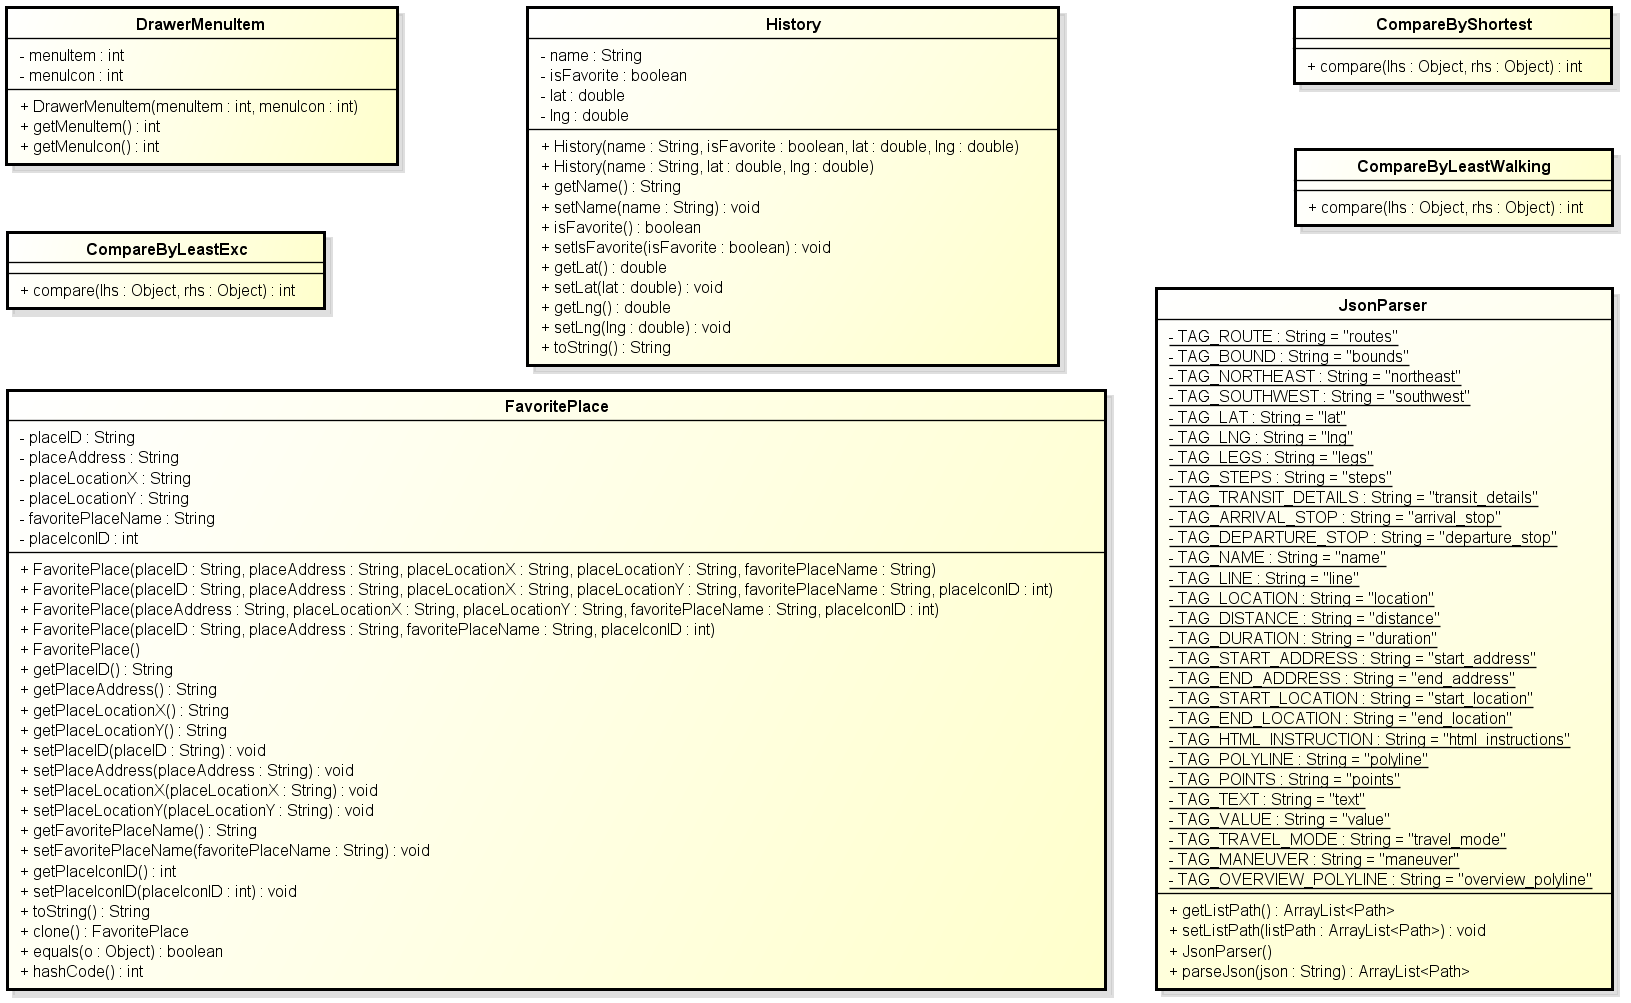 DrawerMenuItem
- menuItem : int
- menuIcon : int
+ DrawerMenuItem(menuItem : int, menuIcon : int)
+ getMenuItem() : int
+ getMenuIcon() : int
History
- name : String
- isFavorite : boolean
- lat : double
- lng : double
+ History(name : String, isFavorite : boolean, lat : double, lng : double)
+ History(name : String, lat : double, lng : double)
+ getName() : String
+ setName(name : String) : void
+ isFavorite() : boolean
+ setIsFavorite(isFavorite : boolean) : void
+ getLat() : double
+ setLat(lat : double) : void
+ getLng() : double
+ setLng(lng : double) : void
+ toString() : String
CompareByShortest
+ compare(lhs : Object, rhs : Object) : int
CompareByLeastWalking
+ compare(lhs : Object, rhs : Object) : int
CompareByLeastExc
+ compare(lhs : Object, rhs : Object) : int
FavoritePlace
- placeID : String
- placeAddress : String
- placeLocationX : String
- placeLocationY : String
- favoritePlaceName : String
- placeIconID : int
+ FavoritePlace(placeID : String, placeAddress : String, placeLocationX : String, placeLocationY : String, favoritePlaceName : String)
+ FavoritePlace(placeID : String, placeAddress : String, placeLocationX : String, placeLocationY : String, favoritePlaceName : String, placeIconID : int)
+ FavoritePlace(placeAddress : String, placeLocationX : String, placeLocationY : String, favoritePlaceName : String, placeIconID : int)
+ FavoritePlace(placeID : String, placeAddress : String, favoritePlaceName : String, placeIconID : int)
+ FavoritePlace()
+ getPlaceID() : String
+ getPlaceAddress() : String
+ getPlaceLocationX() : String
+ getPlaceLocationY() : String
+ setPlaceID(placeID : String) : void
+ setPlaceAddress(placeAddress : String) : void
+ setPlaceLocationX(placeLocationX : String) : void
+ setPlaceLocationY(placeLocationY : String) : void
+ getFavoritePlaceName() : String
+ setFavoritePlaceName(favoritePlaceName : String) : void
+ getPlaceIconID() : int
+ setPlaceIconID(placeIconID : int) : void
+ toString() : String
+ clone() : FavoritePlace
+ equals(o : Object) : boolean
+ hashCode() : int
JsonParser
- TAG_ROUTE : String = "routes"
- TAG_BOUND : String = "bounds"
- TAG_NORTHEAST : String = "northeast"
- TAG_SOUTHWEST : String = "southwest"
- TAG_LAT : String = "lat"
- TAG_LNG : String = "lng"
- TAG_LEGS : String = "legs"
- TAG_STEPS : String = "steps"
- TAG_TRANSIT_DETAILS : String = "transit_details"
- TAG_ARRIVAL_STOP : String = "arrival_stop"
- TAG_DEPARTURE_STOP : String = "departure_stop"
- TAG_NAME : String = "name"
- TAG_LINE : String = "line"
- TAG_LOCATION : String = "location"
- TAG_DISTANCE : String = "distance"
- TAG_DURATION : String = "duration"
- TAG_START_ADDRESS : String = "start_address"
- TAG_END_ADDRESS : String = "end_address"
- TAG_START_LOCATION : String = "start_location"
- TAG_END_LOCATION : String = "end_location"
- TAG_HTML_INSTRUCTION : String = "html_instructions"
- TAG_POLYLINE : String = "polyline"
- TAG_POINTS : String = "points"
- TAG_TEXT : String = "text"
- TAG_VALUE : String = "value"
- TAG_TRAVEL_MODE : String = "travel_mode"
- TAG_MANEUVER : String = "maneuver"
- TAG_OVERVIEW_POLYLINE : String = "overview_polyline"
+ getListPath() : ArrayList<Path>
+ setListPath(listPath : ArrayList<Path>) : void
+ JsonParser()
+ parseJson(json : String) : ArrayList<Path>